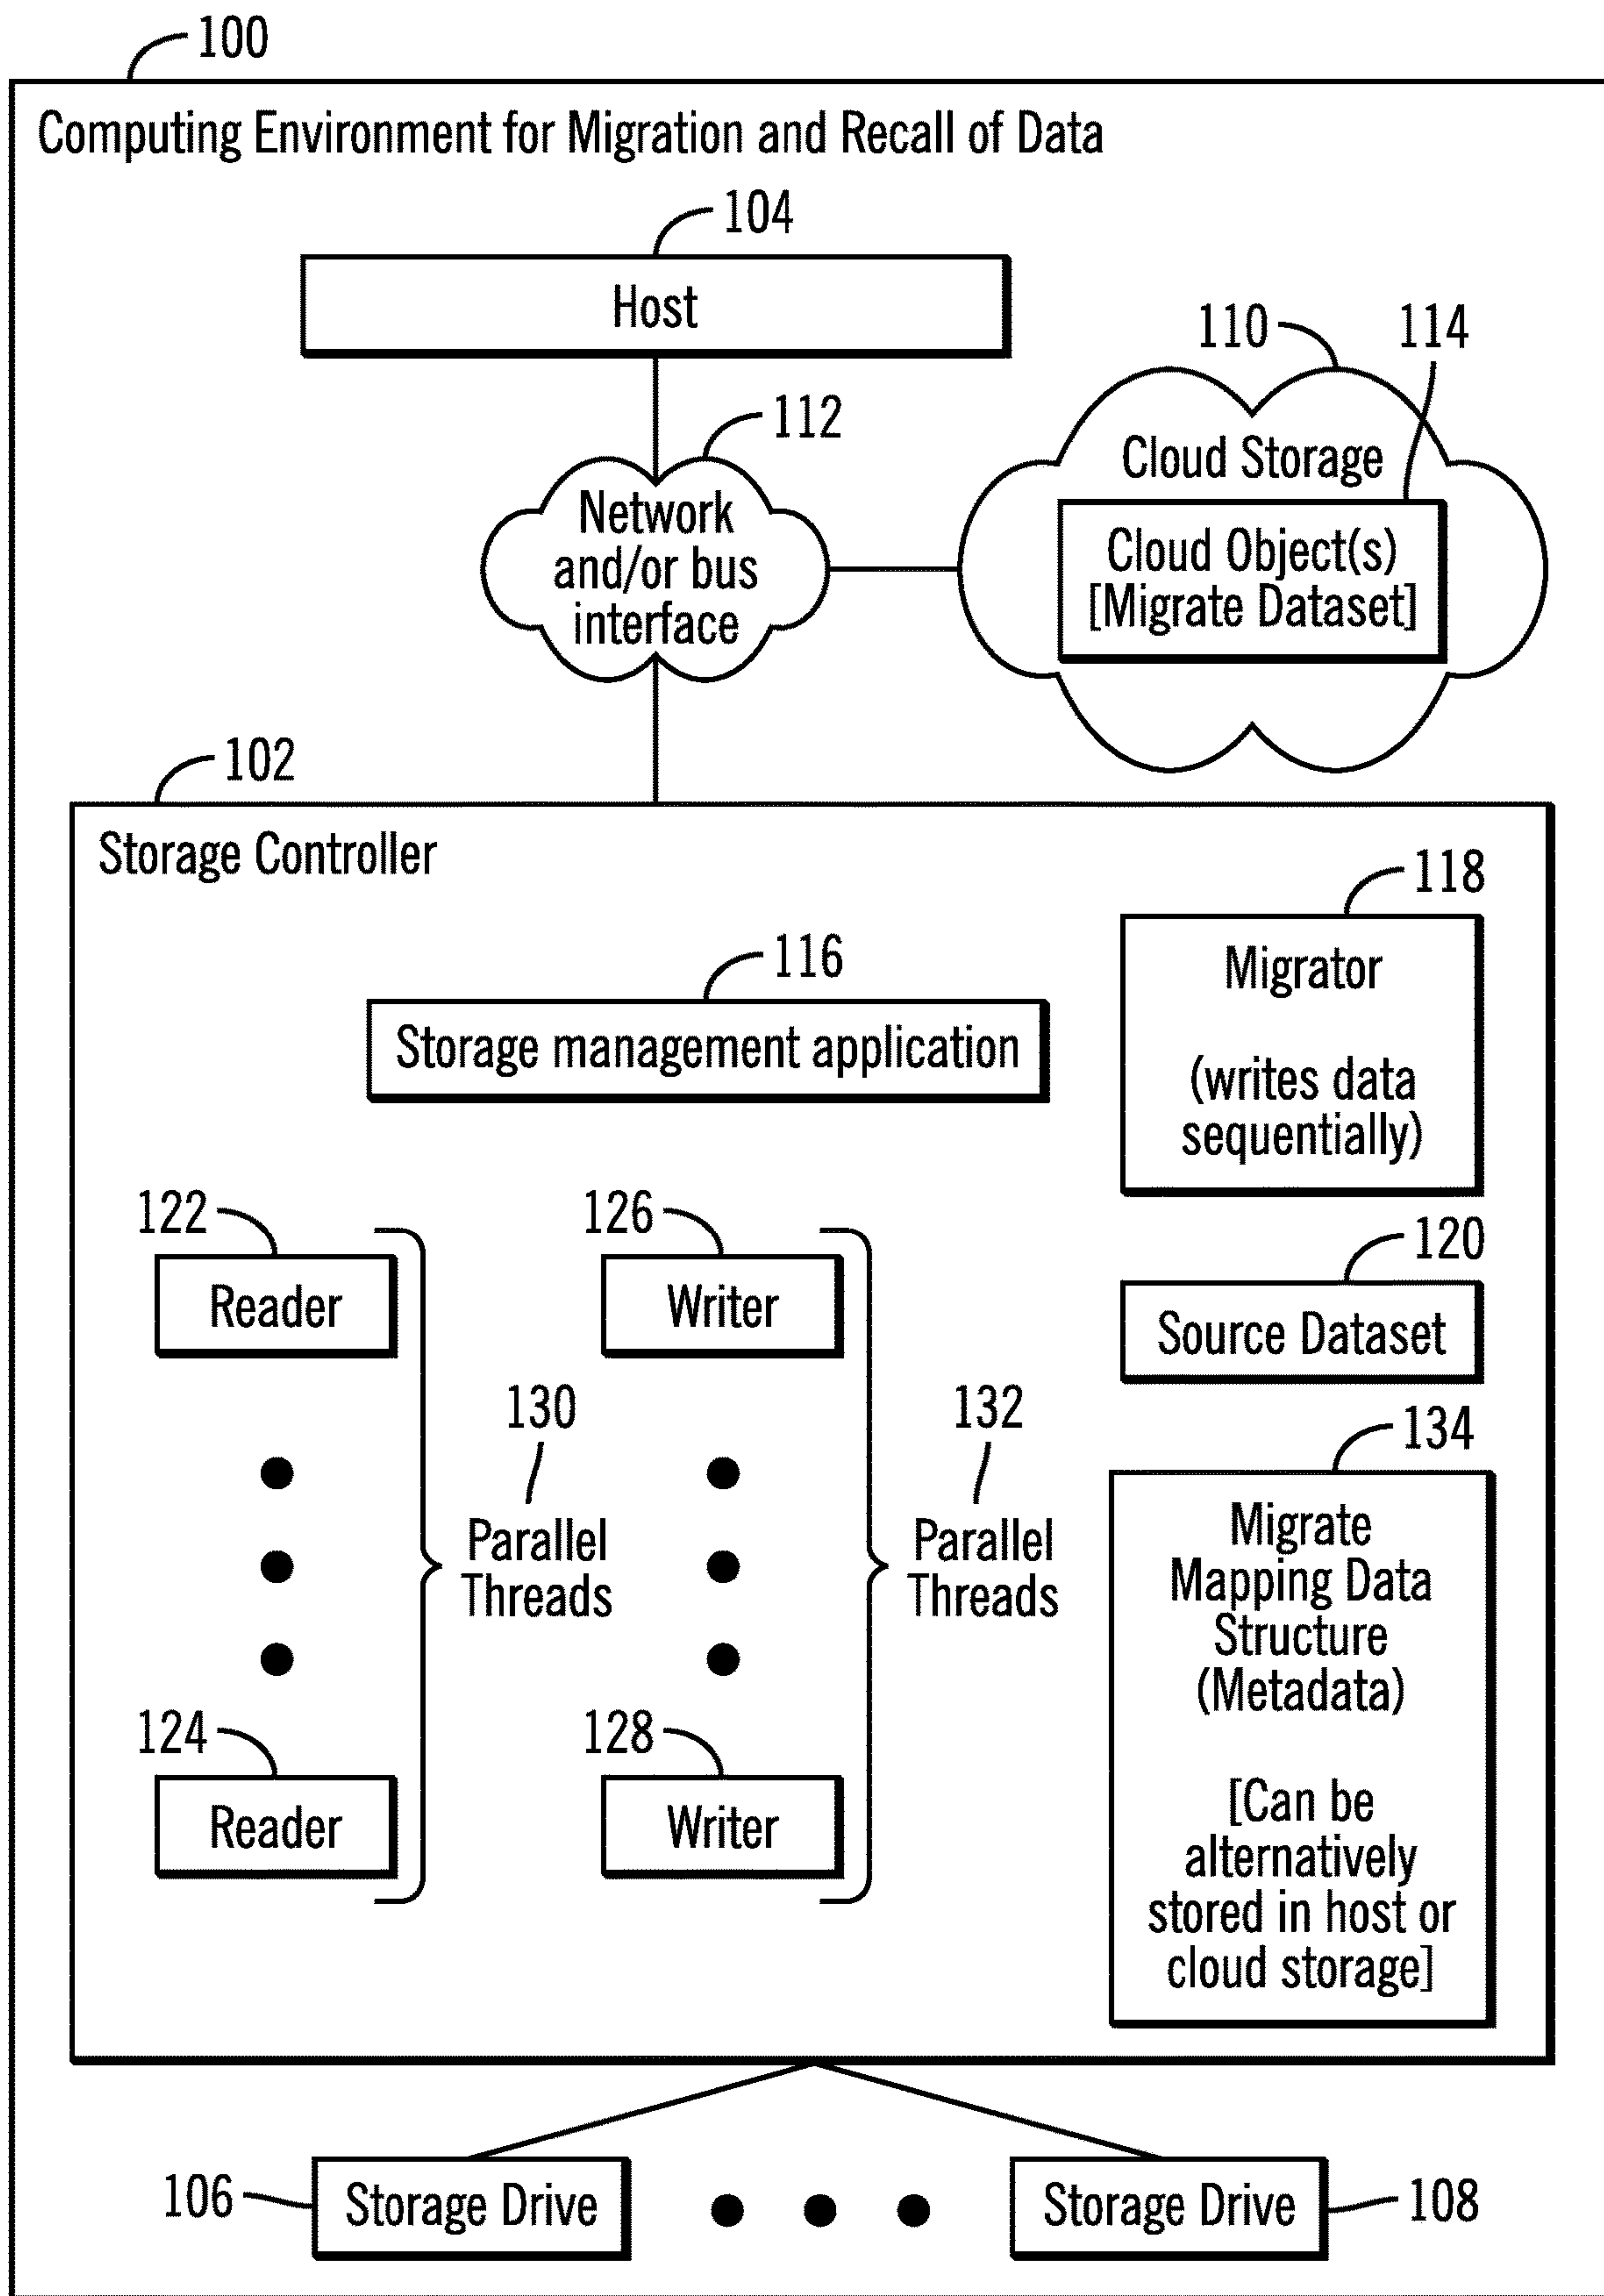 100
Computing Environment for Migration and Recall of Data
104
Host
110
114
112
Network
and/or bus
interface
Cloud Storage
Cloud Object(s)
[Migrate Dataset]
102
Storage Controller
118
Migrator
(writes data
sequentially)
116
Storage management application
122
Reader
126
Writer
120
Source Dataset
130
Parallel
Threads
132
Parallel
Threads
134
Migrate
Mapping Data
Structure
(Metadata)
[Can be
alternatively
stored in host or
cloud storage]
124
Reader
128
Writer
106
Storage Drive
Storage Drive
108